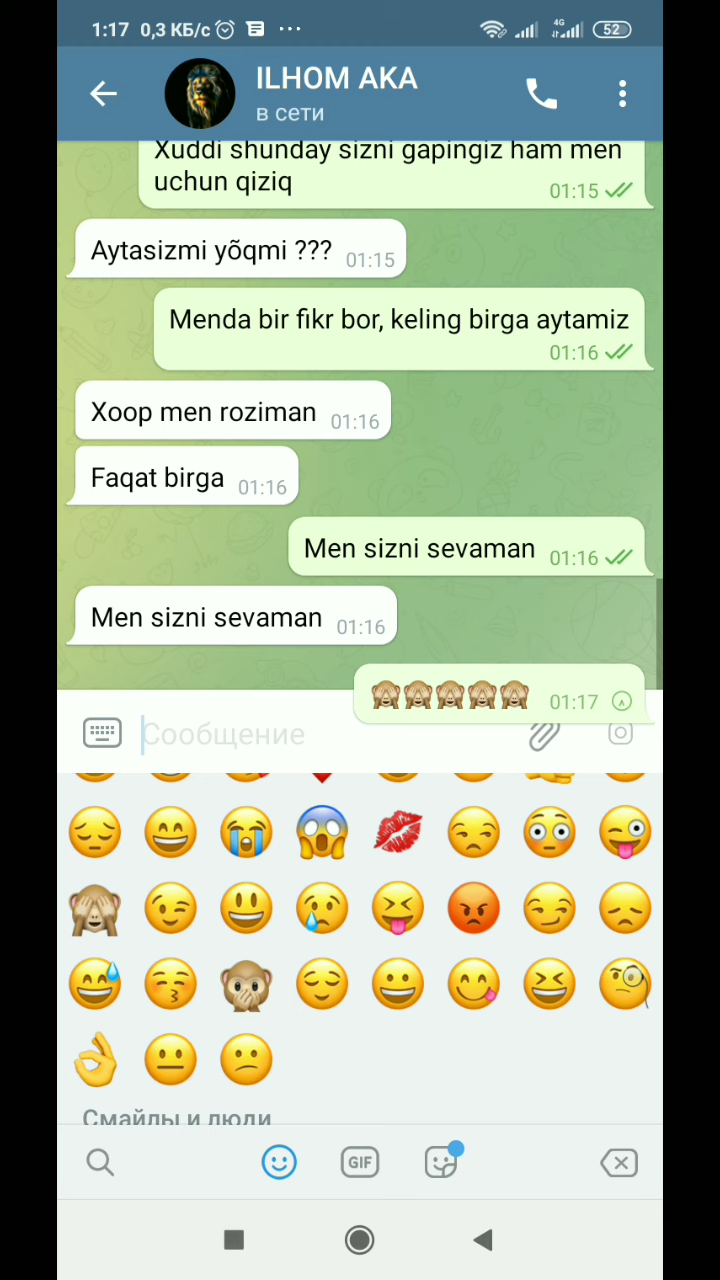 1:17 0,3 КБ/с ... 4G 52
ILHOM AKA
в сети
Xuddi shunday sizni gapingiz ham men
uchun qiziq 01:15
Aytasizmi yõqmi ??? 01:15
Menda bir fikr bor, keling birga aytamiz
01:16
Xoop men roziman 01:16
Faqat birga 01:16
Men sizni sevaman 01:16
Men sizni sevaman 01:16
🙈🙈🙈🙈🙈 01:17
Сообщение
Смайлы и люди
GIF